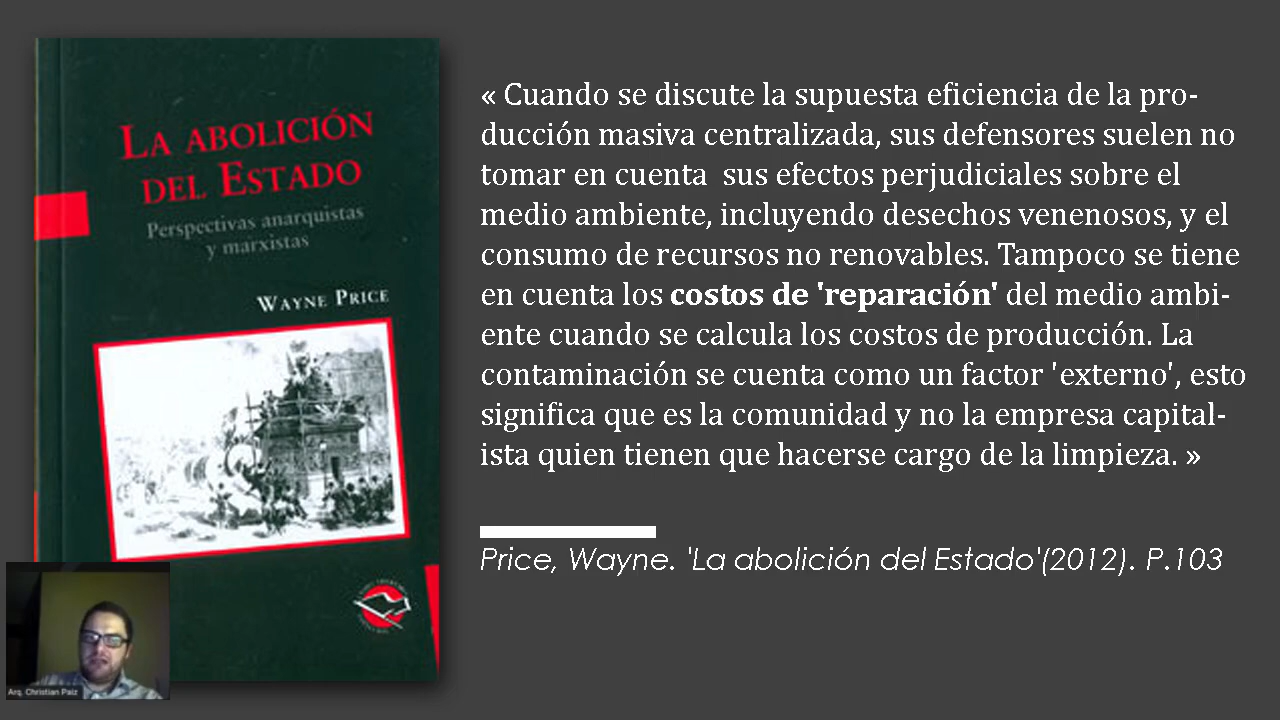 LA ABOLICIÓN
DEL ESTADO
Perspectivas anarquistas
y marxistas
WAYNE PRICE
« Cuando se discute la supuesta eficiencia de la pro-
ducción masiva centralizada, sus defensores suelen no
tomar en cuenta  sus efectos perjudiciales sobre el
medio ambiente, incluyendo desechos venenosos, y el
consumo de recursos no renovables. Tampoco se tiene
en cuenta los costos de 'reparación' del medio ambi-
ente cuando se calcula los costos de producción. La
contaminación se cuenta como un factor 'externo', esto
significa que es la comunidad y no la empresa capital-
ista quien tienen que hacerse cargo de la limpieza. »
Price, Wayne. 'La abolición del Estado'(2012). P.103
Arq. Christian Paiz